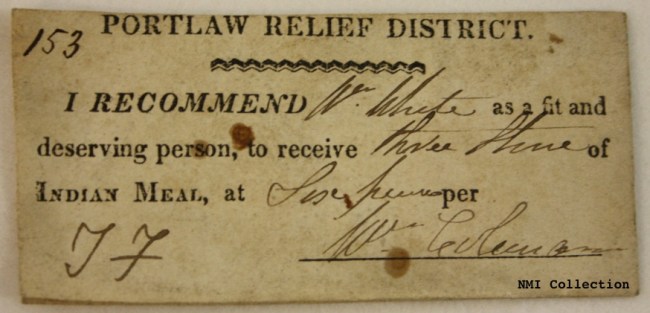 153
PORTLAW RELIEF DISTRICT.
I RECOMMEND Wm White as a fit and
deserving person, to receive three Stone of
INDIAN MEAL, at per
Wm Coleman
NMI Collection